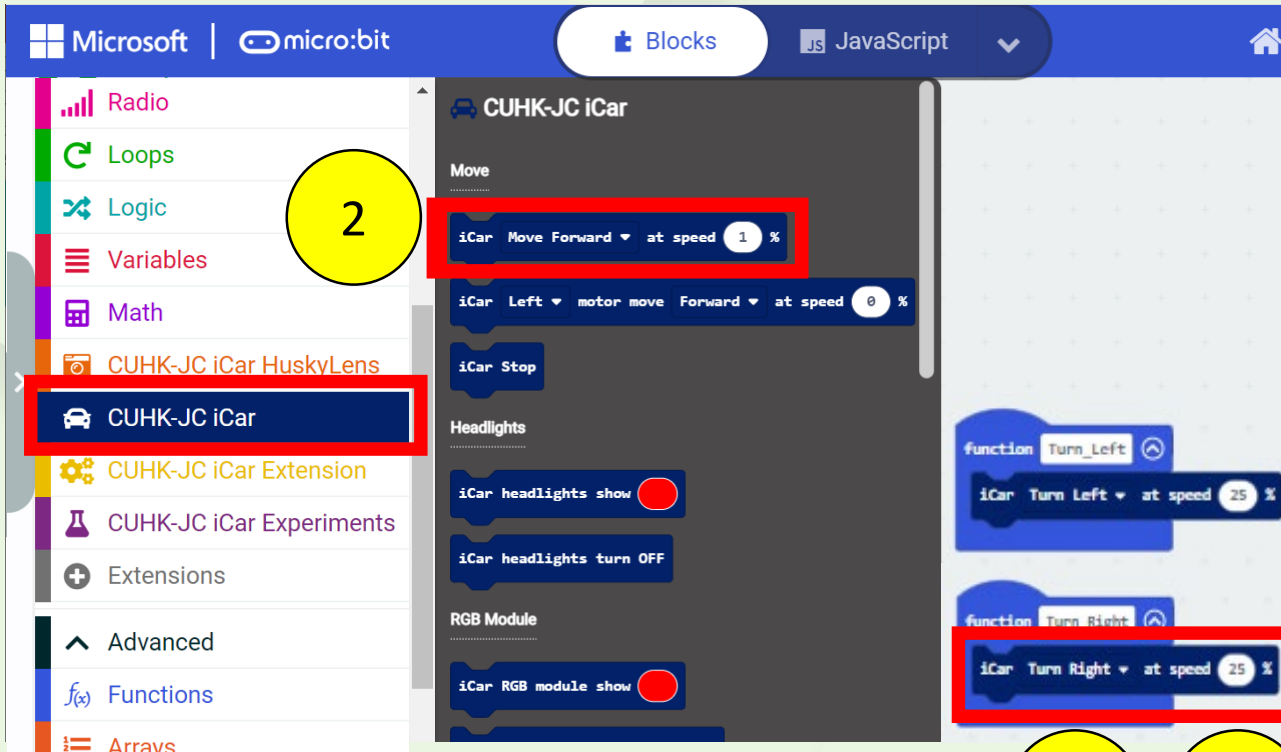 Microsoft micro:bit Blocks JS JavaScript
Radio
Loops
Logic
Variables
Math
CUHK-JC iCar HuskyLens
CUHK-JC iCar
CUHK-JC iCar Extension
CUHK-JC iCar Experiments
Extensions
Advanced
f(x) Functions
Arrays
2
CUHK-JC iCar
Move
iCar Move Forward at speed 1 %
iCar Left motor move Forward at speed 0 %
iCar Stop
Headlights
iCar headlights show
iCar headlights turn OFF
RGB Module
iCar RGB module show
function Turn_Left
iCar Turn Left at speed 25 %
function Turn_Right
iCar Turn Right at speed 25 %